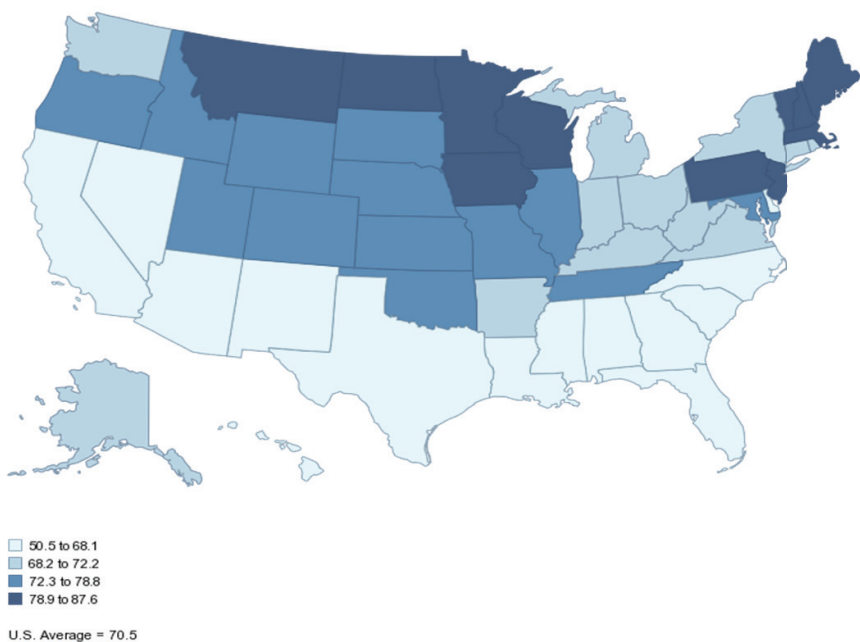 50.5 to 68.1
68.2 to 72.2
72.3 to 78.8
78.9 to 87.6
U.S. Average = 70.5